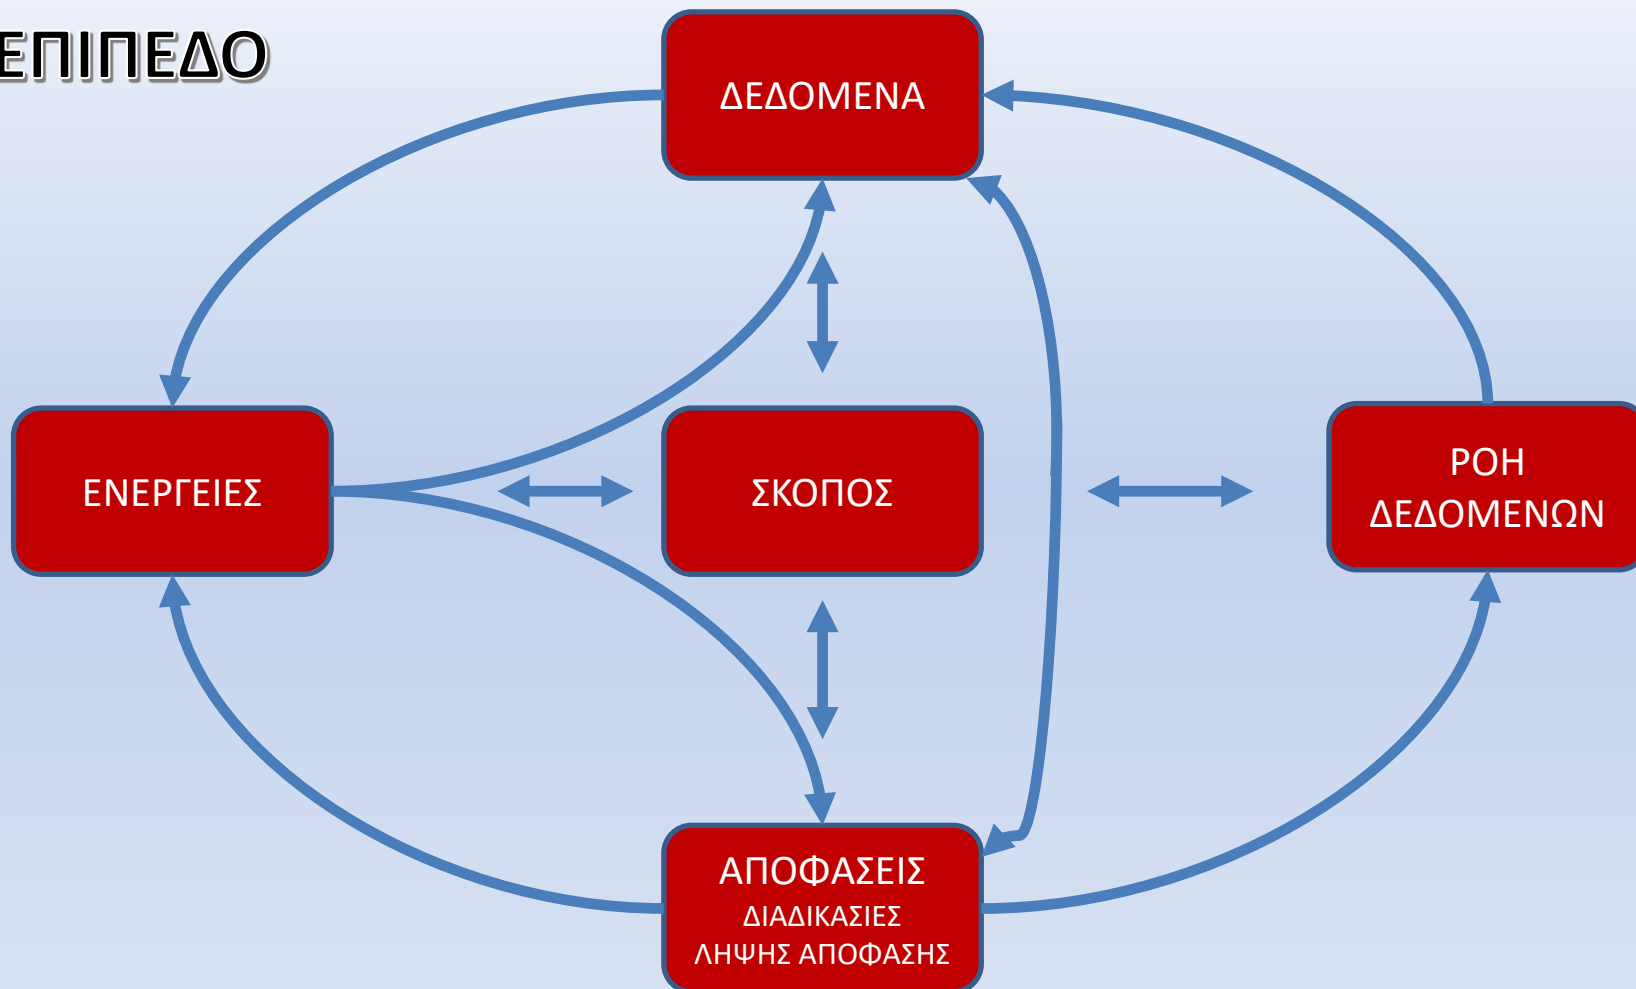 ΕΠΙΠΕΔΟ
ΔΕΔΟΜΕΝΑ
ΕΝΕΡΓΕΙΕΣ
ΣΚΟΠΟΣ
ΡΟΗ
ΔΕΔΟΜΕΝΩΝ
ΑΠΟΦΑΣΕΙΣ
ΔΙΑΔΙΚΑΣΙΕΣ
ΛΗΨΗΣ ΑΠΟΦΑΣΗΣ